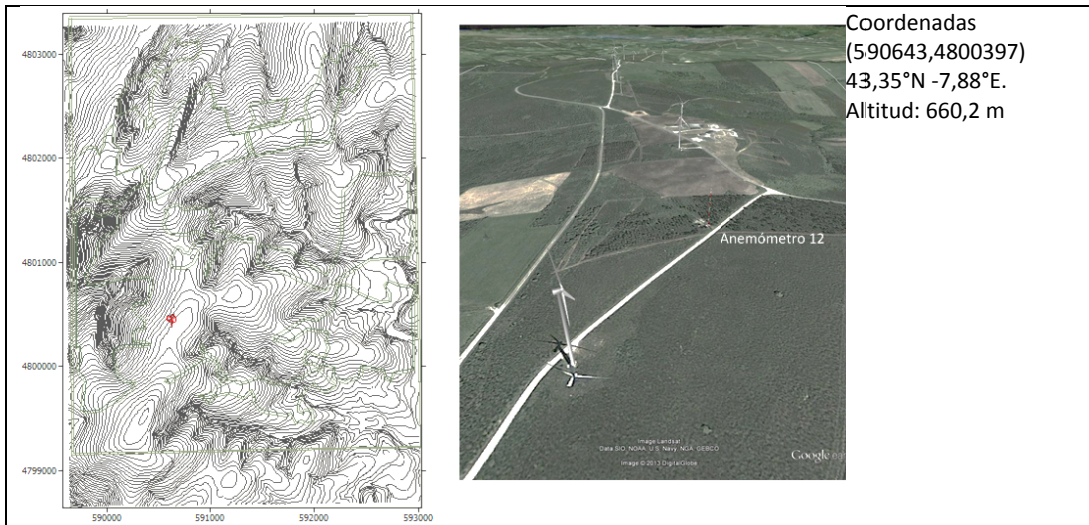 4803000
4802000
4801000
4800000
4799000
590000
591000
592000
593000
Anemómetro 12
Image Landsat
Data SIO, NOAA, U.S. Navy, NGA, GEBCO
Image © 2013 DigitalGlobe
Google
Coordenadas
(590643,4800397)
43,35°N -7,88°E.
Altitud: 660,2 m